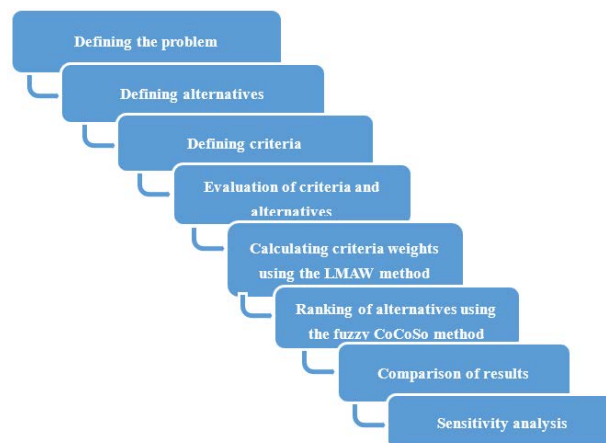 Defining the problem
Defining alternatives
Defining criteria
Evaluation of criteria and
alternatives
Calculating criteria weights
using the LMAW method
Ranking of alternatives using
the fuzzy CoCoSo method
Comparison of results
Sensitivity analysis